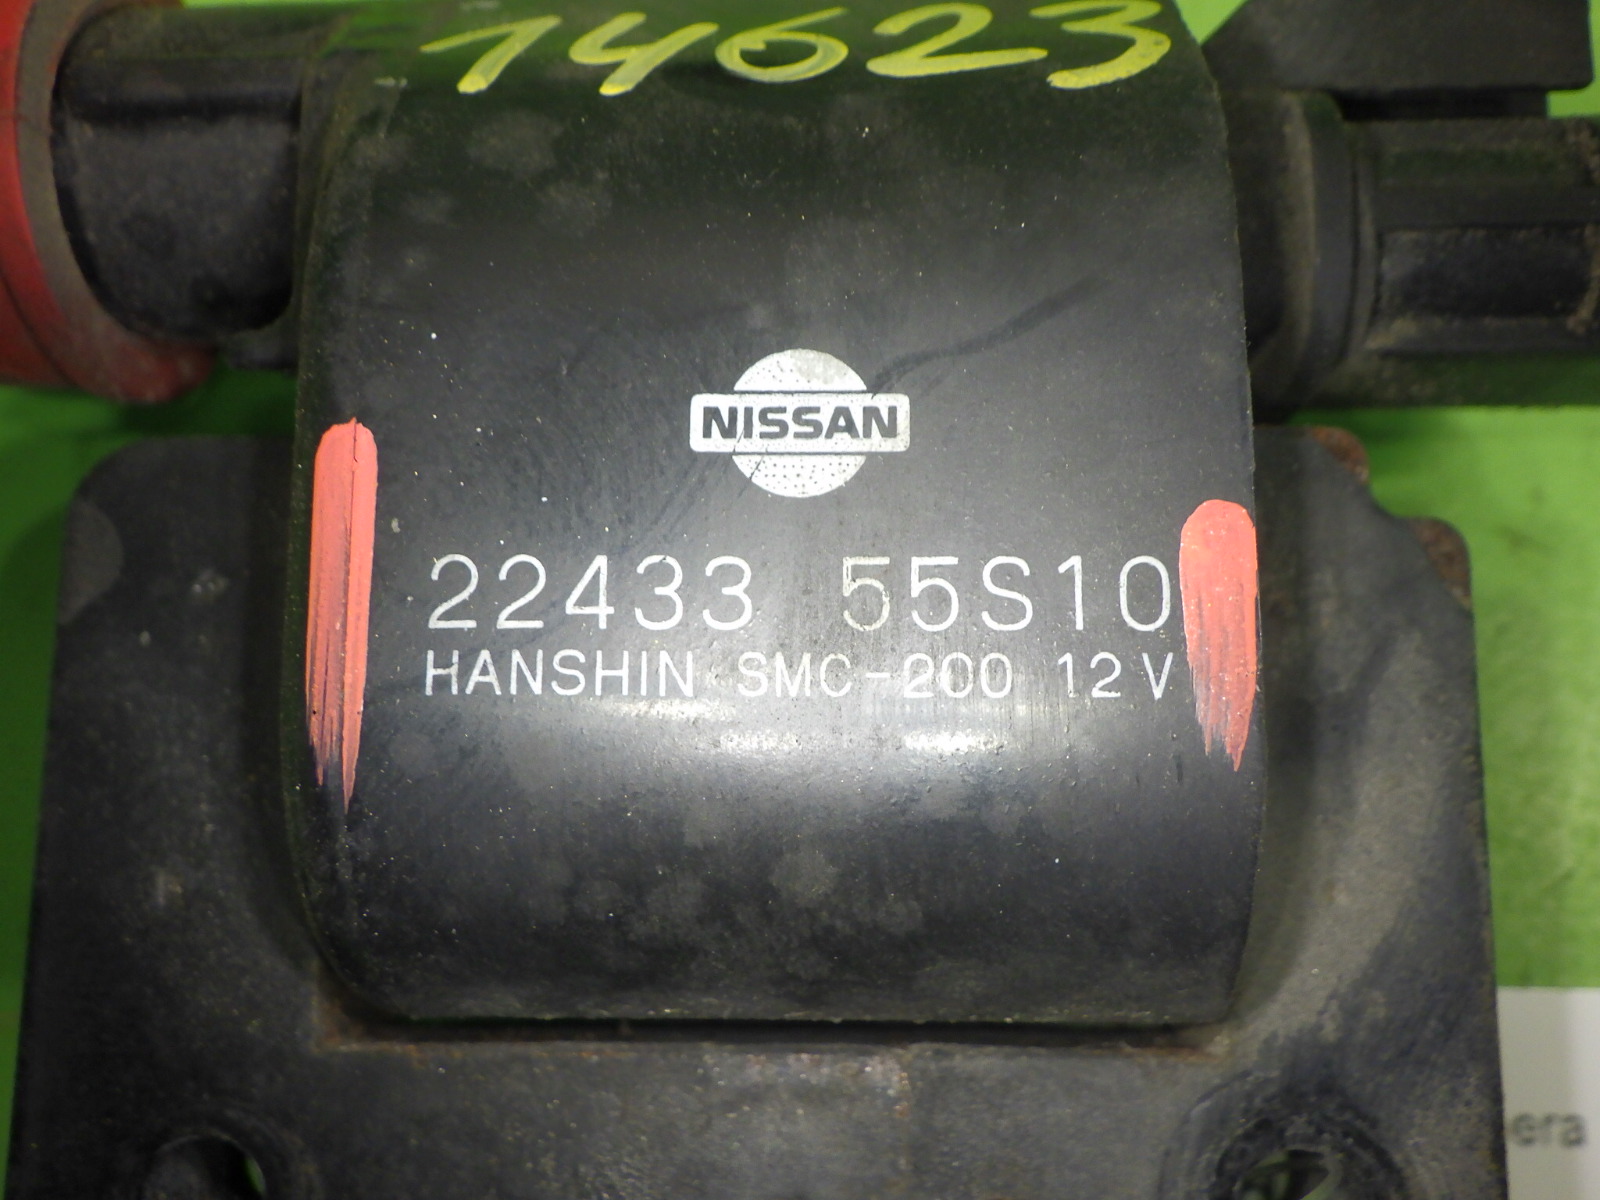 14623
NISSAN
22433 55S10
HANSHIN SMC-200 12V